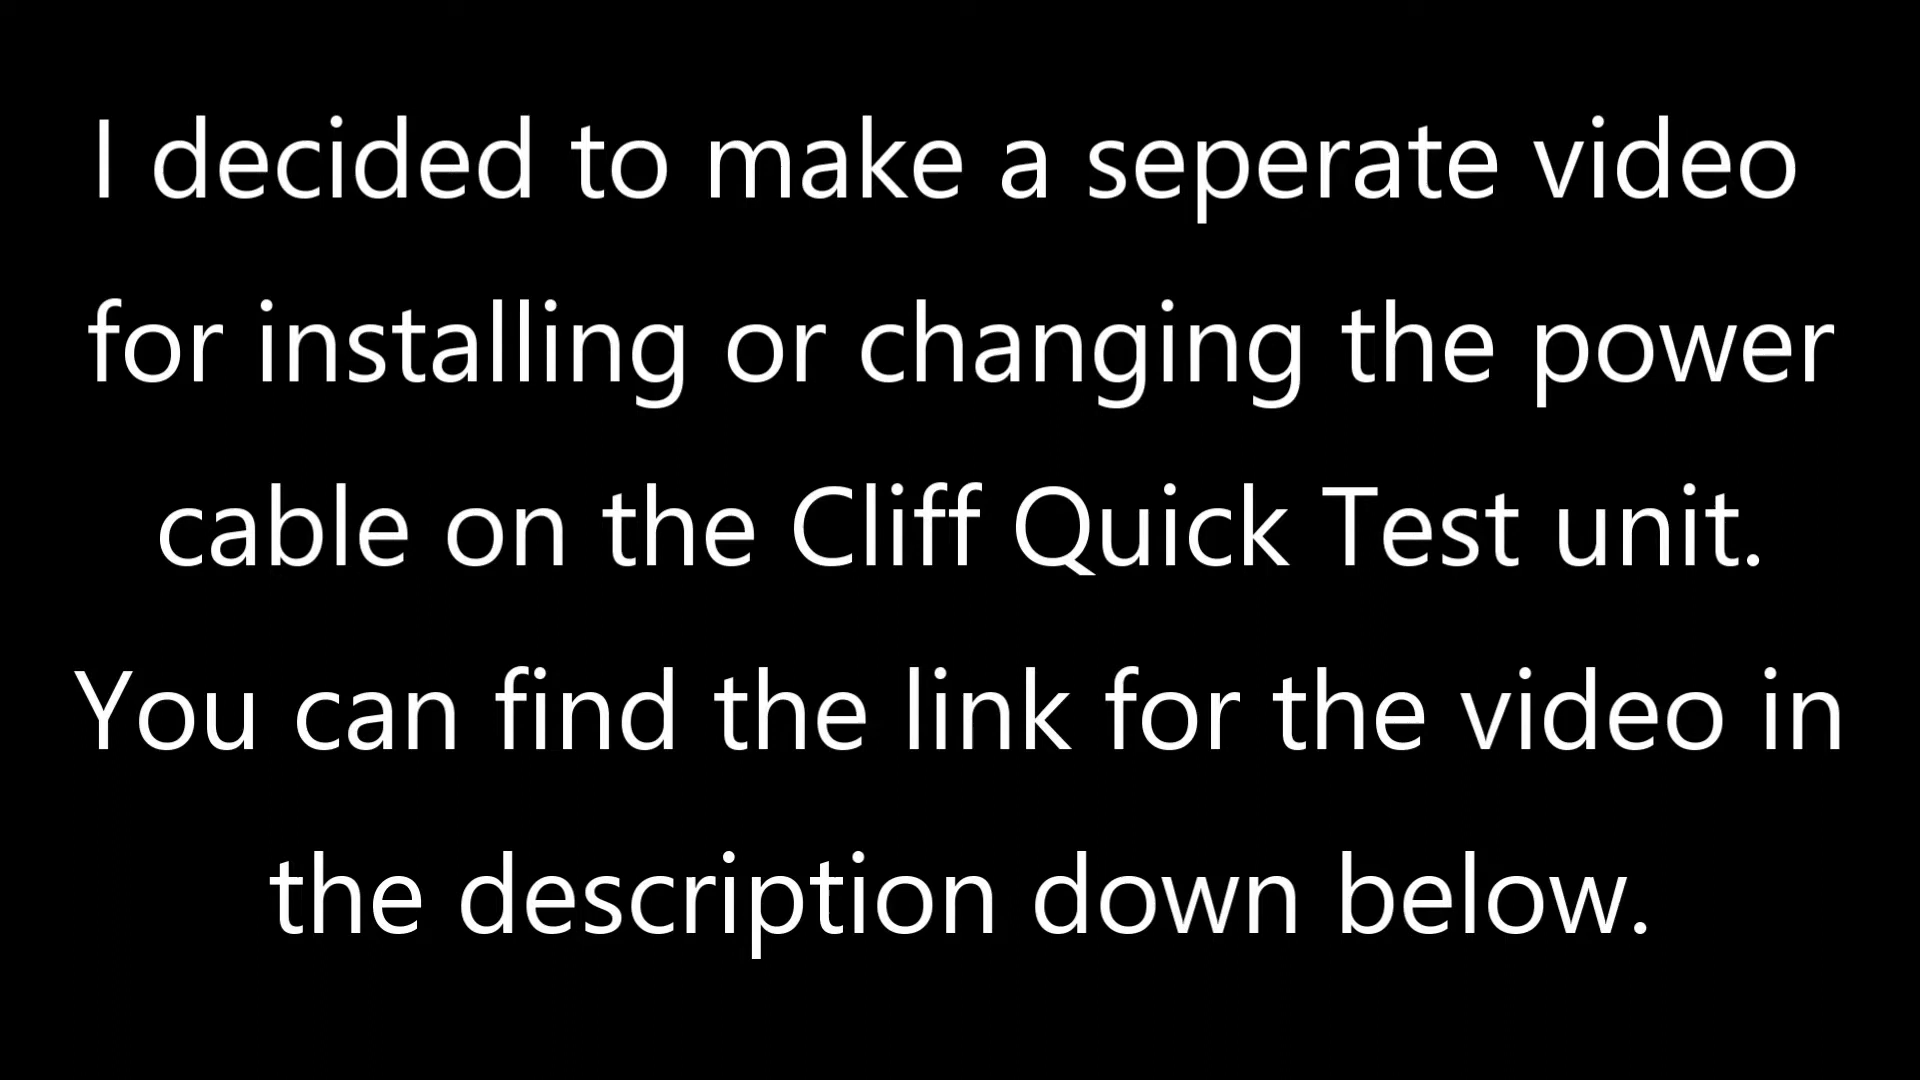 I decided to make a seperate video
for installing or changing the power
cable on the Cliff Quick Test unit.
You can find the link for the video in
the description down below.